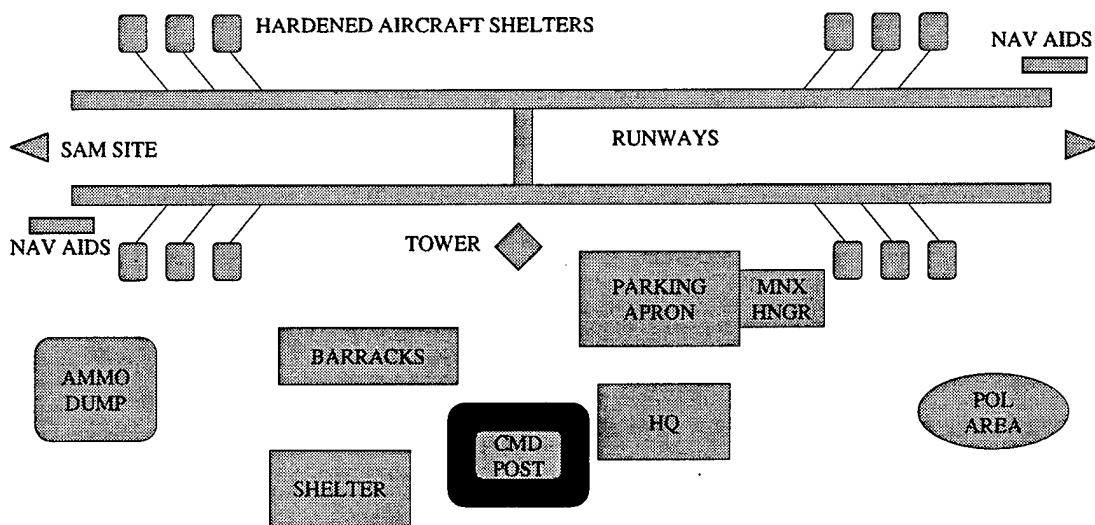 HARDENED AIRCRAFT SHELTERS
NAV AIDS
SAM SITE
RUNWAYS
NAV AIDS
TOWER
PARKING
APRON
MNX
HNGR
BARRACKS
AMMO
DUMP
HQ
POL
AREA
CMD
POST
SHELTER